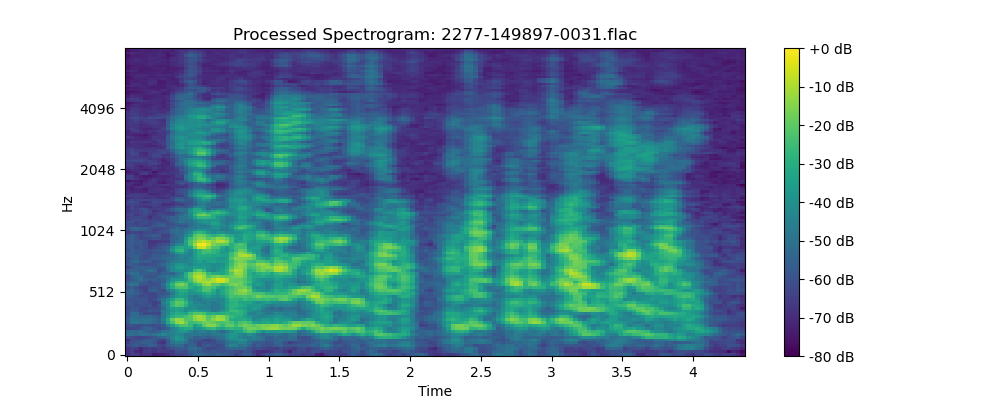 Processed Spectrogram: 2277-149897-0031.flac
Hz
4096
2048
1024
512
0
0
0.5
1
1.5
2
2.5
3
3.5
4
Time
+0 dB
-10 dB
-20 dB
-30 dB
-40 dB
-50 dB
-60 dB
-70 dB
-80 dB